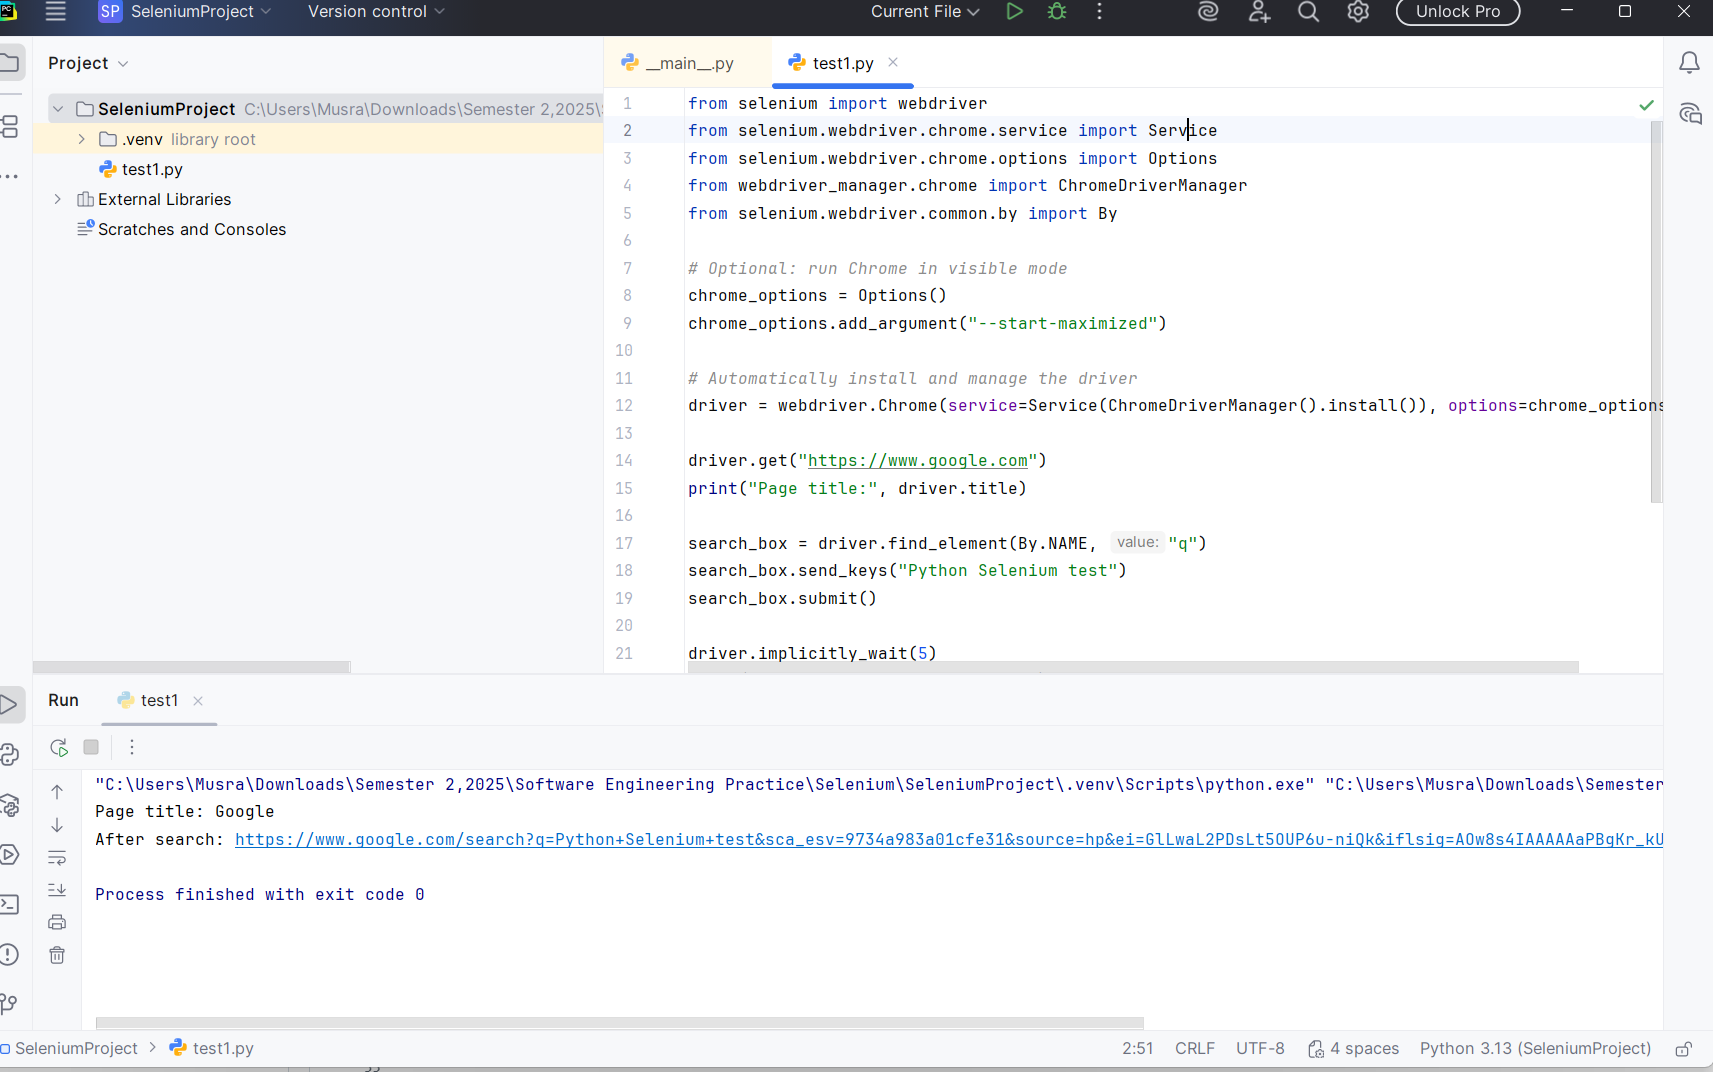 SP SeleniumProject Version control Current File Unlock Pro
Project
__main__.py test1.py
SeleniumProject C:\Users\Musra\Downloads\Semester 2,2025\
.venv library root
test1.py
External Libraries
Scratches and Consoles
1 from selenium import webdriver
2 from selenium.webdriver.chrome.service import Service
3 from selenium.webdriver.chrome.options import Options
4 from webdriver_manager.chrome import ChromeDriverManager
5 from selenium.webdriver.common.by import By
6
7 # Optional: run Chrome in visible mode
8 chrome_options = Options()
9 chrome_options.add_argument("--start-maximized")
10
11 # Automatically install and manage the driver
12 driver = webdriver.Chrome(service=Service(ChromeDriverManager().install()), options=chrome_options
13
14 driver.get("https://www.google.com")
15 print("Page title:", driver.title)
16
17 search_box = driver.find_element(By.NAME, value: "q")
18 search_box.send_keys("Python Selenium test")
19 search_box.submit()
20
21 driver.implicitly_wait(5)
Run test1
"C:\Users\Musra\Downloads\Semester 2,2025\Software Engineering Practice\Selenium\SeleniumProject\.venv\Scripts\python.exe" "C:\Users\Musra\Downloads\Semester
Page title: Google
After search: https://www.google.com/search?q=Python+Selenium+test&sca_esv=9734a983a01cfe31&source=hp&ei=GlLwaL2PDsLt5OUP6u-niQk&iflsig=AOw8s4IAAAAAaPBgKr_kU
Process finished with exit code 0
SeleniumProject > test1.py 2:51 CRLF UTF-8 4 spaces Python 3.13 (SeleniumProject)